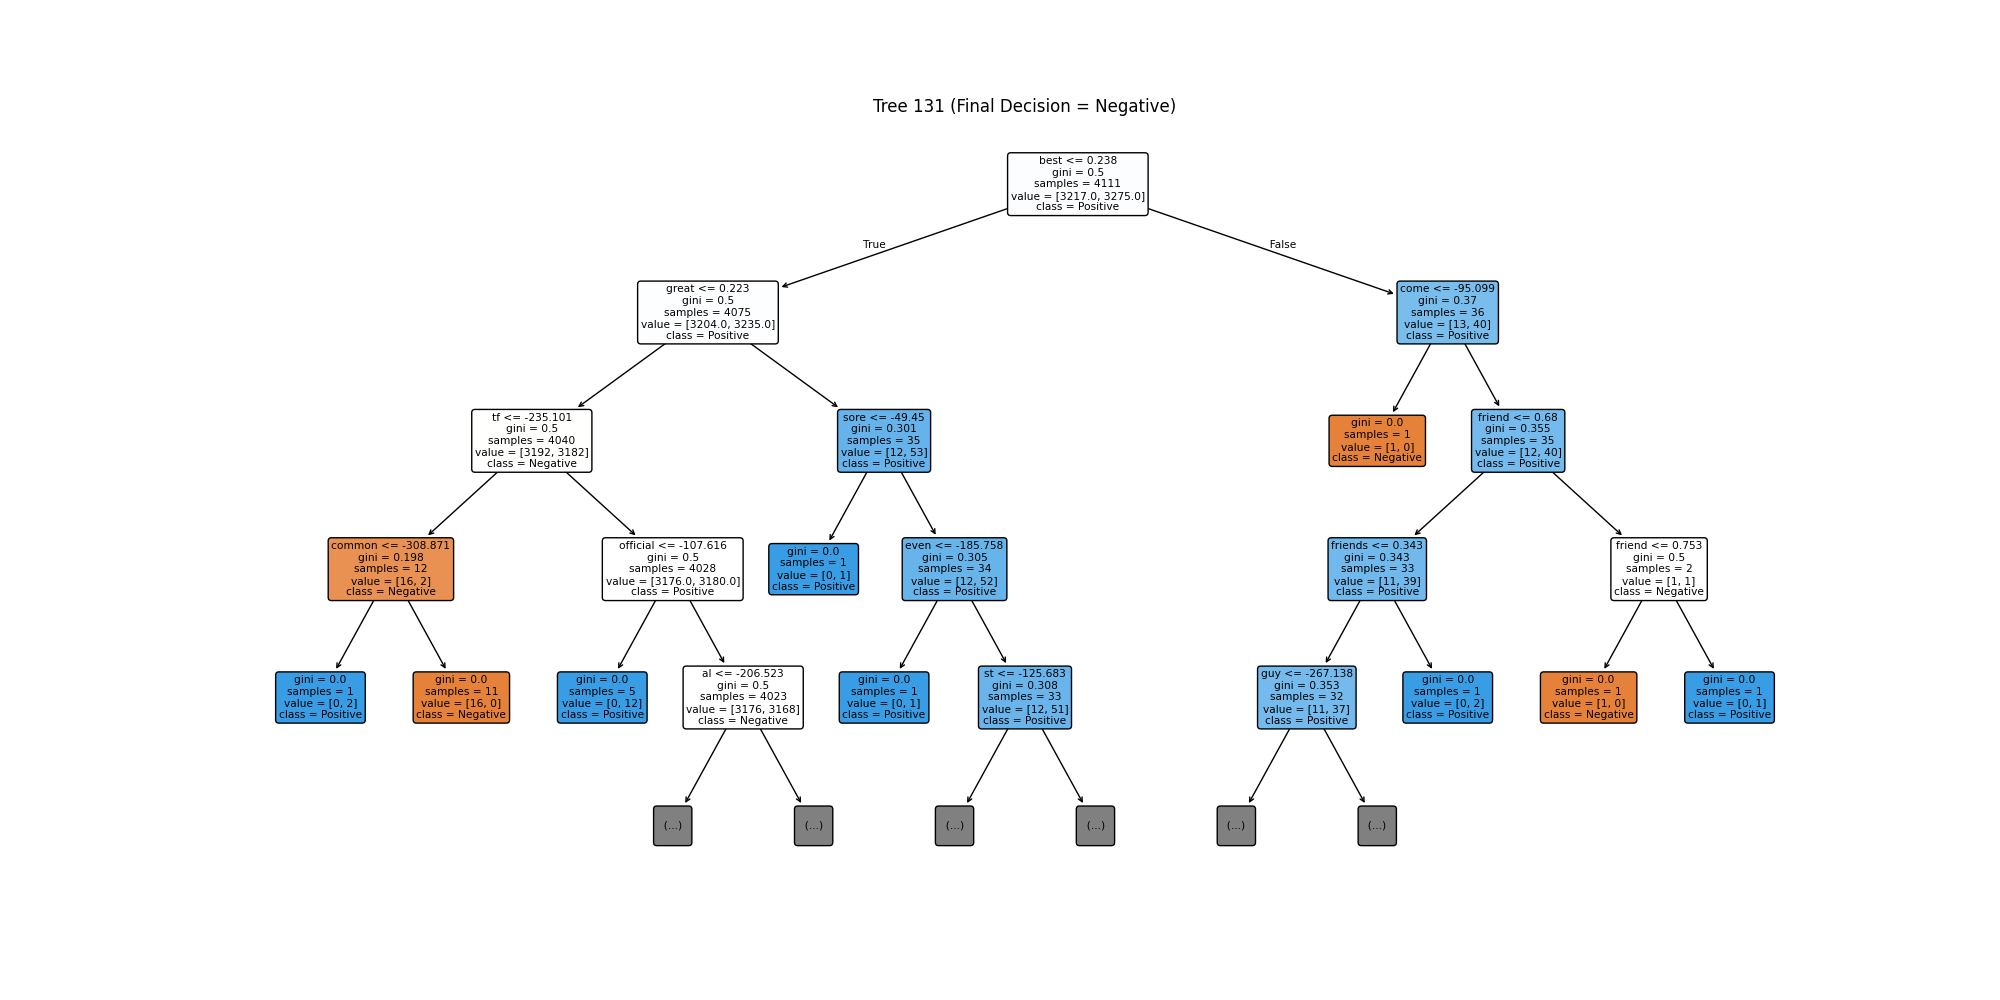 Tree 131 (Final Decision = Negative)
best <= 0.238
gini = 0.5
samples = 4111
value = [3217.0, 3275.0]
class = Positive
True
False
great <= 0.223
gini = 0.5
samples = 4075
value = [3204.0, 3235.0]
class = Positive
come <= -95.099
gini = 0.37
samples = 36
value = [13, 40]
class = Positive
tf <= -235.101
gini = 0.5
samples = 4040
value = [3192, 3182]
class = Negative
sore <= -49.45
gini = 0.301
samples = 35
value = [12, 53]
class = Positive
gini = 0.0
samples = 1
value = [1, 0]
class = Negative
friend <= 0.68
gini = 0.355
samples = 35
value = [12, 40]
class = Positive
common <= -308.871
gini = 0.198
samples = 12
value = [16, 2]
class = Negative
official <= -107.616
gini = 0.5
samples = 4028
value = [3176.0, 3180.0]
class = Positive
gini = 0.0
samples = 1
value = [0, 1]
class = Positive
even <= -185.758
gini = 0.305
samples = 34
value = [12, 52]
class = Positive
friends <= 0.343
gini = 0.343
samples = 33
value = [11, 39]
class = Positive
friend <= 0.753
gini = 0.5
samples = 2
value = [1, 1]
class = Negative
gini = 0.0
samples = 1
value = [0, 2]
class = Positive
gini = 0.0
samples = 11
value = [16, 0]
class = Negative
gini = 0.0
samples = 5
value = [0, 12]
class = Positive
al <= -206.523
gini = 0.5
samples = 4023
value = [3176, 3168]
class = Negative
gini = 0.0
samples = 1
value = [0, 1]
class = Positive
st <= -125.683
gini = 0.308
samples = 33
value = [12, 51]
class = Positive
guy <= -267.138
gini = 0.353
samples = 32
value = [11, 37]
class = Positive
gini = 0.0
samples = 1
value = [0, 2]
class = Positive
gini = 0.0
samples = 1
value = [1, 0]
class = Negative
gini = 0.0
samples = 1
value = [0, 1]
class = Positive
(...)
(...)
(...)
(...)
(...)
(...)